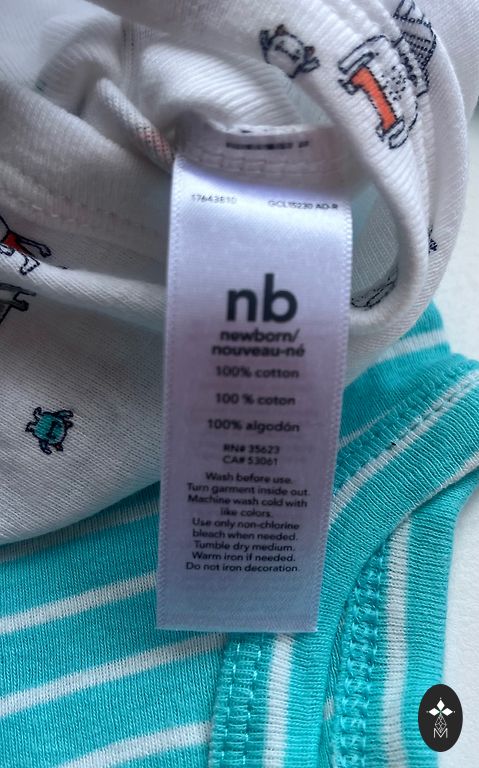 17643810 GCL15230 AD-R
nb
newborn/
nouveau-né
100% cotton
100 % coton
100% algodón
RN# 35623
CA# 53061
Wash before use.
Turn garment inside out.
Machine wash cold with
like colors.
Use only non-chlorine
bleach when needed.
Tumble dry medium.
Warm iron if needed.
Do not iron decoration.
M